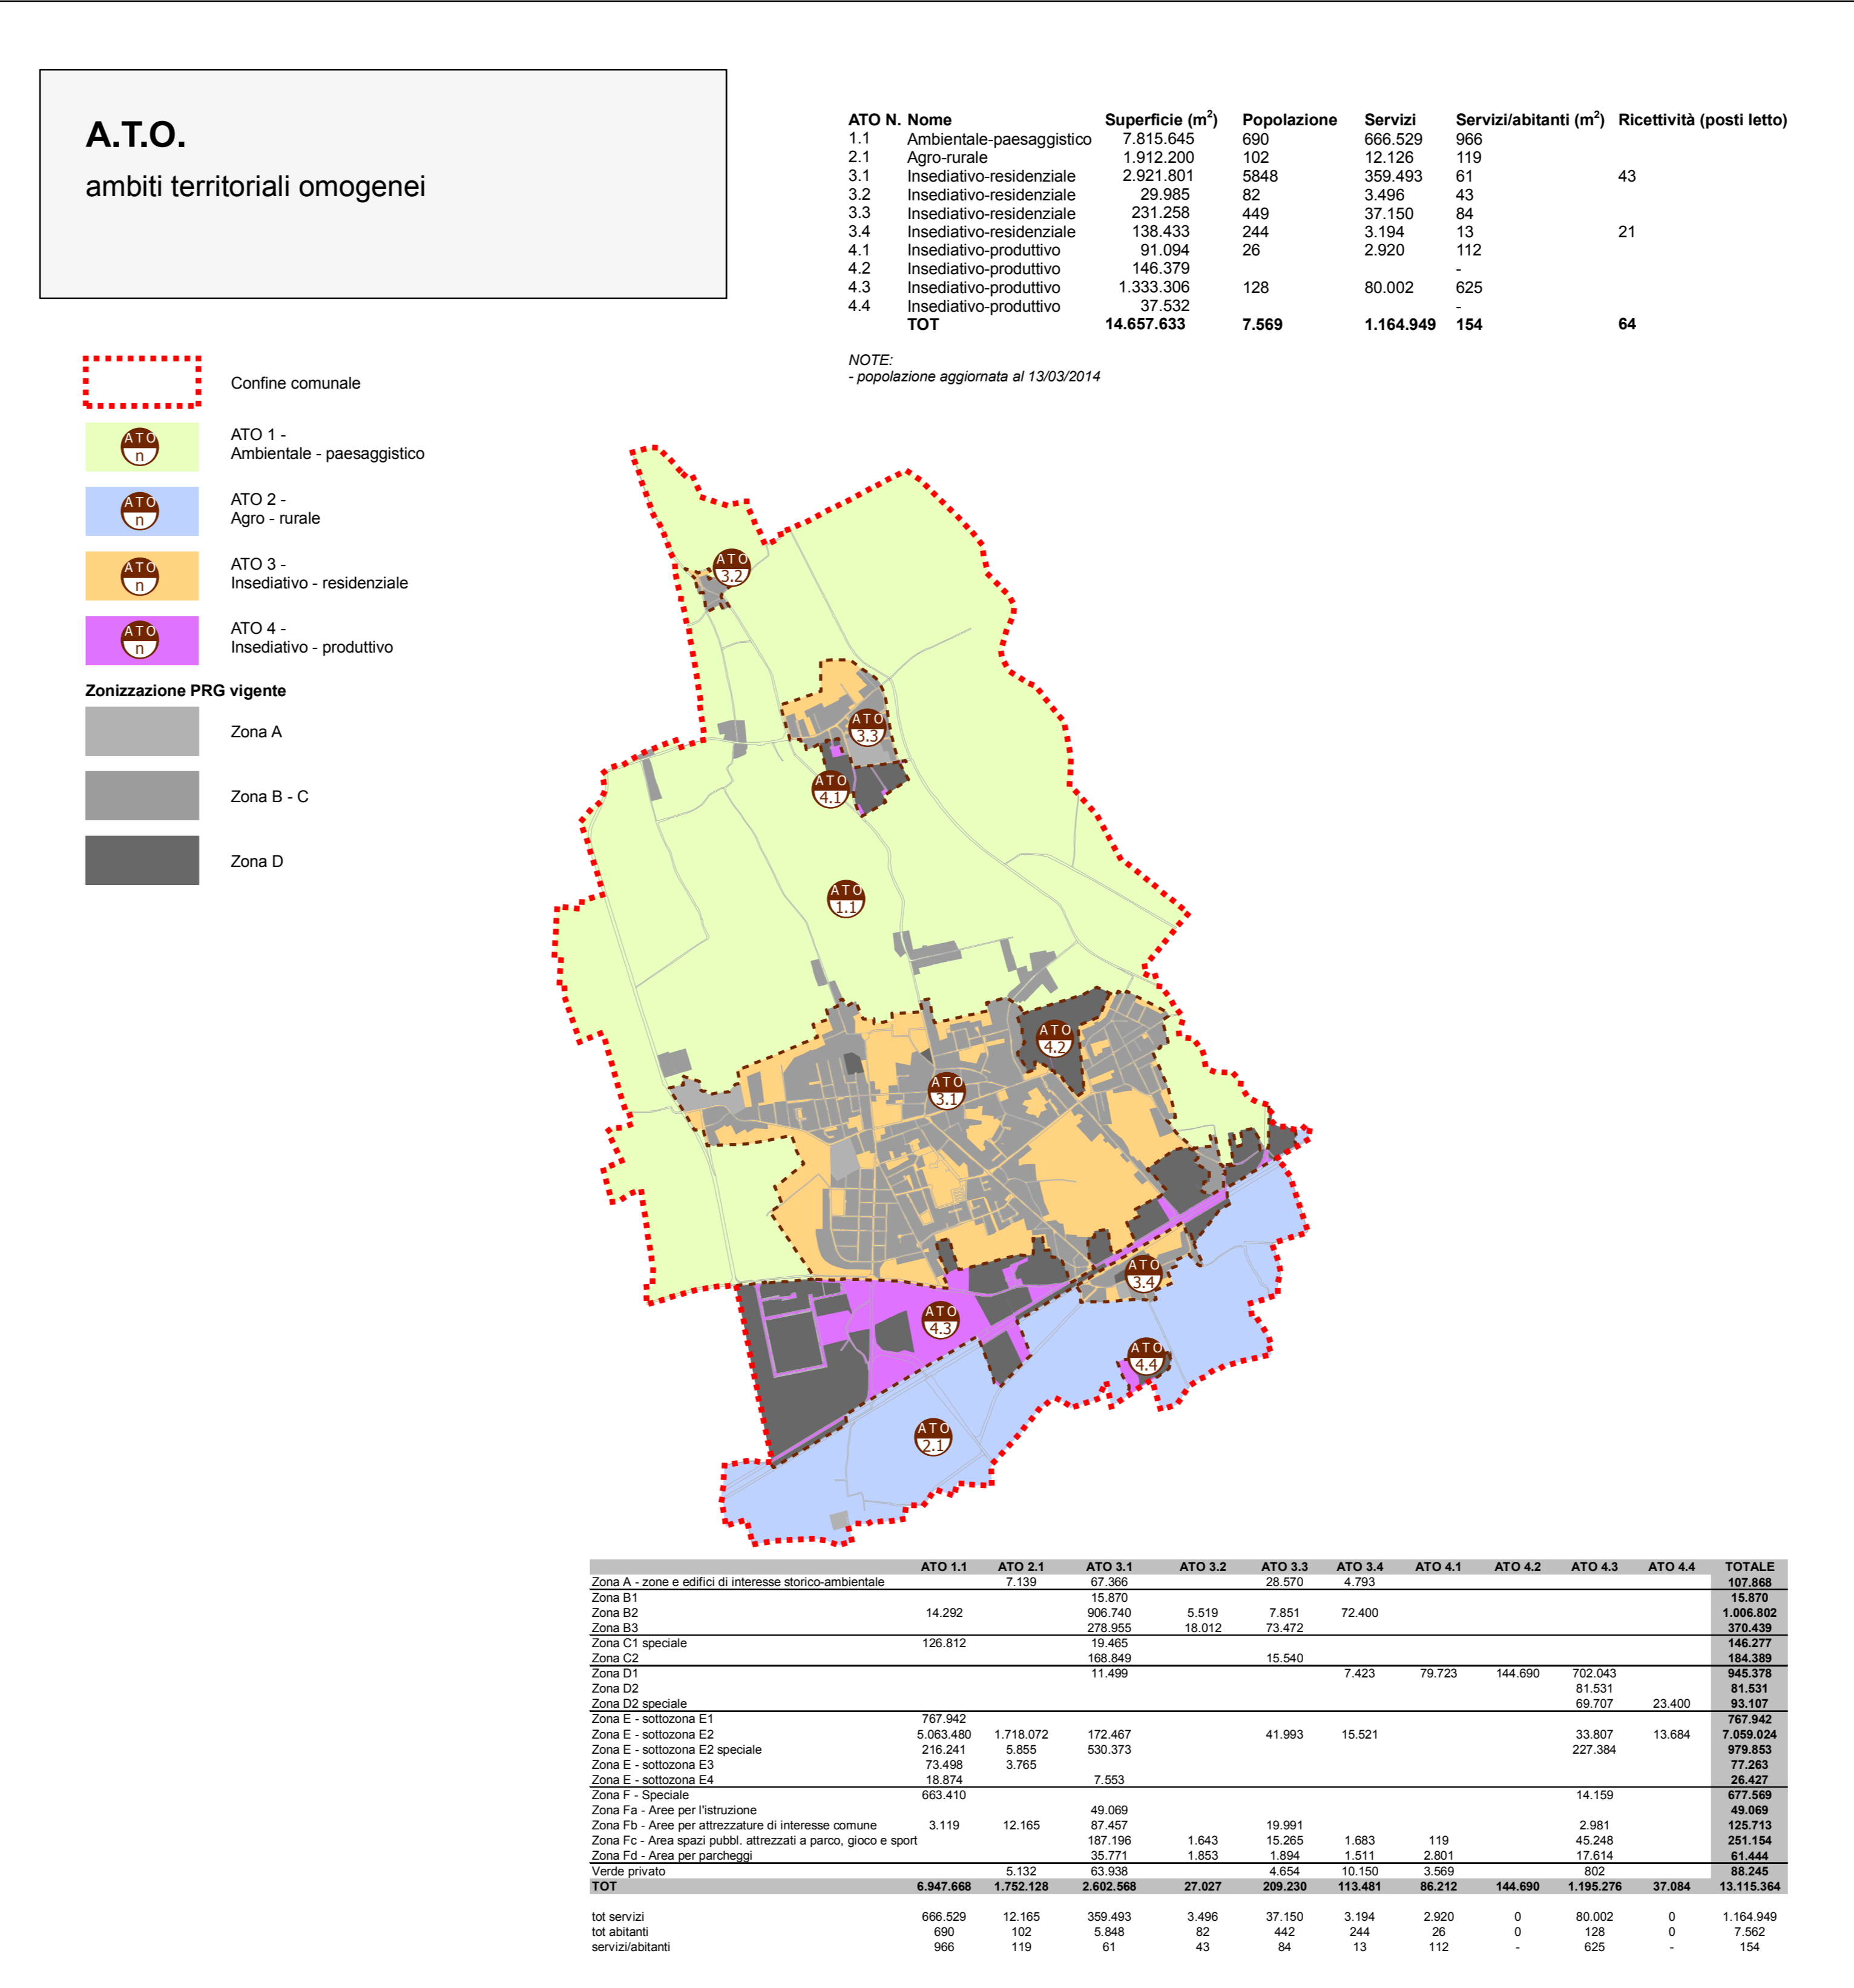 A.T.O.
ambiti territoriali omogenei
ATO N. Nome Superficie (m²) Popolazione Servizi Servizi/abitanti (m²) Ricettività (posti letto)
1.1 Ambientale-paesaggistico 7.815.645 690 666.529 966
2.1 Agro-rurale 1.912.200 102 12.126 119
3.1 Insediativo-residenziale 2.921.801 5848 359.493 61 43
3.2 Insediativo-residenziale 29.985 82 3.496 43
3.3 Insediativo-residenziale 231.258 449 37.150 84
3.4 Insediativo-residenziale 138.433 244 3.194 13 21
4.1 Insediativo-produttivo 91.094 26 2.920 112
4.2 Insediativo-produttivo 146.379 -
4.3 Insediativo-produttivo 1.333.306 128 80.002 625
4.4 Insediativo-produttivo 37.532 -
TOT 14.657.633 7.569 1.164.949 154 64
NOTE:
- popolazione aggiornata al 13/03/2014
Confine comunale
ATO
n
ATO 1 -
Ambientale - paesaggistico
ATO
n
ATO 2 -
Agro - rurale
ATO
n
ATO 3 -
Insediativo - residenziale
ATO
n
ATO 4 -
Insediativo - produttivo
Zonizzazione PRG vigente
Zona A
Zona B - C
Zona D
ATO
3.2
ATO
3.3
ATO
4.1
ATO
1.1
ATO
4.2
ATO
3.1
ATO
3.4
ATO
4.3
ATO
4.4
ATO
2.1
ATO 1.1 ATO 2.1 ATO 3.1 ATO 3.2 ATO 3.3 ATO 3.4 ATO 4.1 ATO 4.2 ATO 4.3 ATO 4.4 TOTALE
Zona A - zone e edifici di interesse storico-ambientale 7.139 67.366 28.570 4.793 107.868
Zona B1 15.870 15.870
Zona B2 14.292 906.740 5.519 7.851 72.400 1.006.802
Zona B3 278.955 18.012 73.472 370.439
Zona C1 speciale 126.812 19.465 146.277
Zona C2 168.849 15.540 184.389
Zona D1 11.499 7.423 79.723 144.690 702.043 945.378
Zona D2 81.531 81.531
Zona D2 speciale 69.707 23.400 93.107
Zona E - sottozona E1 767.942 767.942
Zona E - sottozona E2 5.063.480 1.718.072 172.467 41.993 15.521 33.807 13.684 7.059.024
Zona E - sottozona E2 speciale 216.241 5.855 530.373 227.384 979.853
Zona E - sottozona E3 73.498 3.765 77.263
Zona E - sottozona E4 18.874 7.553 26.427
Zona F - Speciale 663.410 14.159 677.569
Zona Fa - Aree per l'istruzione 49.069 49.069
Zona Fb - Aree per attrezzature di interesse comune 3.119 12.165 87.457 19.991 2.981 125.713
Zona Fc - Area spazi pubbl. attrezzati a parco, gioco e sport 187.196 1.643 15.265 1.683 119 45.248 251.154
Zona Fd - Area per parcheggi 35.771 1.853 1.894 1.511 2.801 17.614 61.444
Verde privato 5.132 63.938 4.654 10.150 3.569 802 88.245
TOT 6.947.668 1.752.128 2.602.568 27.027 209.230 113.481 86.212 144.690 1.195.276 37.084 13.115.364
tot servizi 666.529 12.165 359.493 3.496 37.150 3.194 2.920 0 80.002 0 1.164.949
tot abitanti 690 102 5.848 82 442 244 26 0 128 0 7.562
servizi/abitanti 966 119 61 43 84 13 112 - 625 - 154